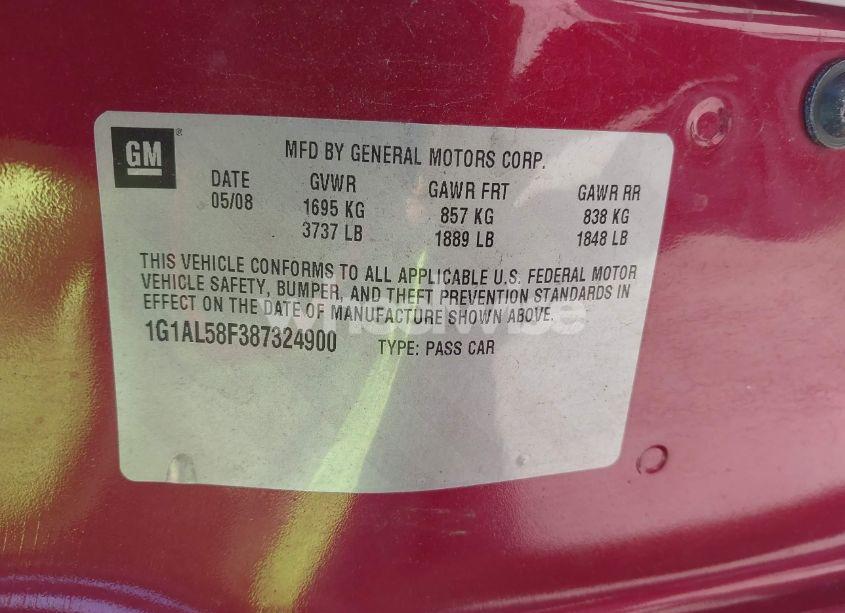 GM ®
MFD BY GENERAL MOTORS CORP.
DATE GVWR GAWR FRT GAWR RR
05/08 1695 KG 857 KG 838 KG
3737 LB 1889 LB 1848 LB
THIS VEHICLE CONFORMS TO ALL APPLICABLE U.S. FEDERAL MOTOR
VEHICLE SAFETY, BUMPER, AND THEFT PREVENTION STANDARDS IN
EFFECT ON THE DATE OF MANUFACTURE SHOWN ABOVE.
1G1AL58F387324900 TYPE: PASS CAR